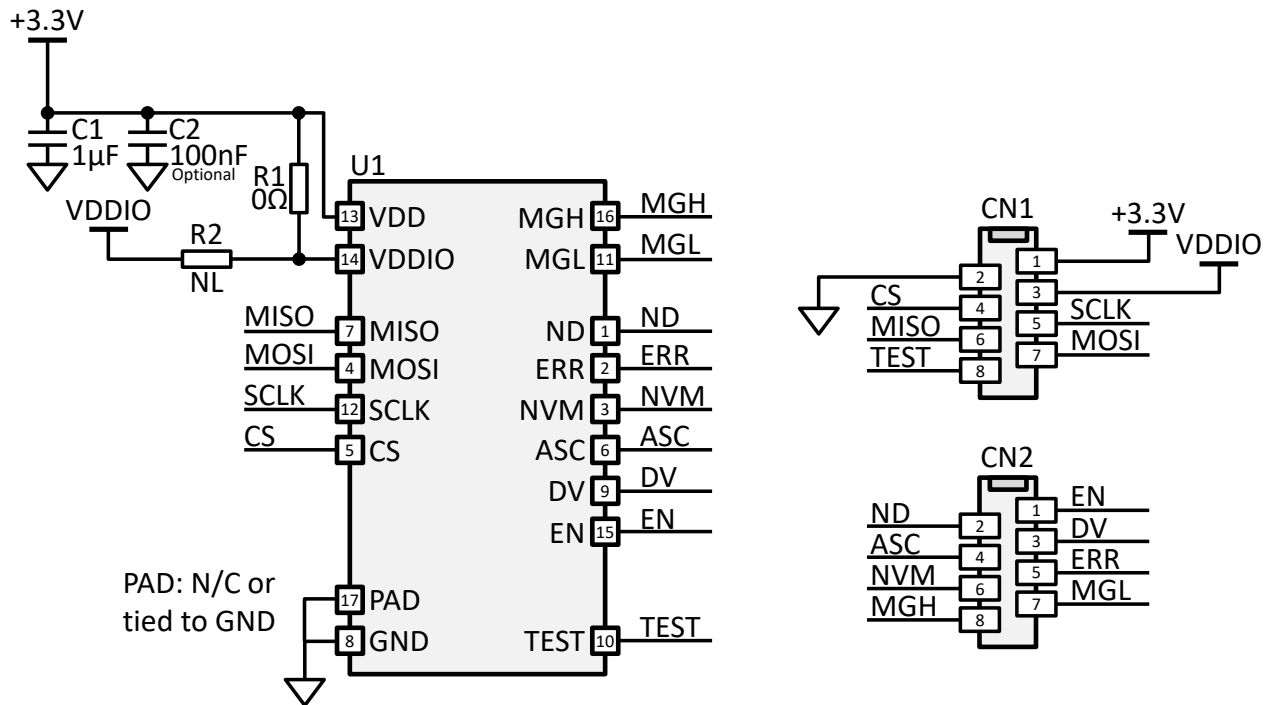 +3.3V
C1
1µF
C2
100nF
Optional
R1
0Ω
VDDIO
R2
NL
U1
13 VDD
14 VDDIO
MISO 7 MISO
MOSI 4 MOSI
SCLK 12 SCLK
CS 5 CS
PAD: N/C or
tied to GND
17 PAD
8 GND
MGH 16 MGH
MGL 11 MGL
ND 1 ND
ERR 2 ERR
NVM 3 NVM
ASC 6 ASC
DV 9 DV
EN 15 EN
TEST 10 TEST
CN1
+3.3V
VDDIO
1
2
3
CS 4
5 SCLK
MISO 6
7 MOSI
TEST 8
CN2
1 EN
ND 2
3 DV
ASC 4
5 ERR
NVM 6
7 MGL
MGH 8